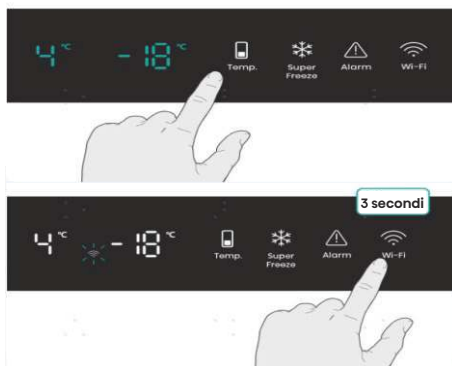 4 °C -18 °C
Temp. Super Freeze Alarm Wi-Fi
3 secondi
4 °C -18 °C
Temp. Super Freeze Alarm Wi-Fi